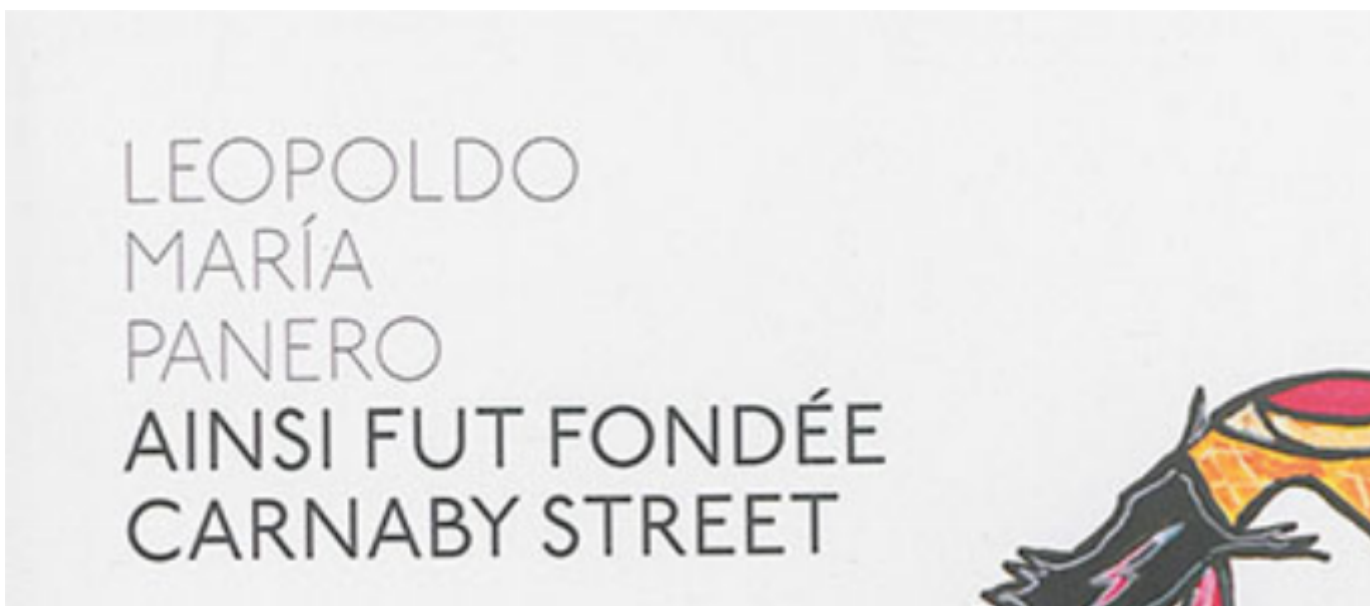 LEOPOLDO
MARÍA
PANERO
AINSI FUT FONDÉE
CARNABY STREET